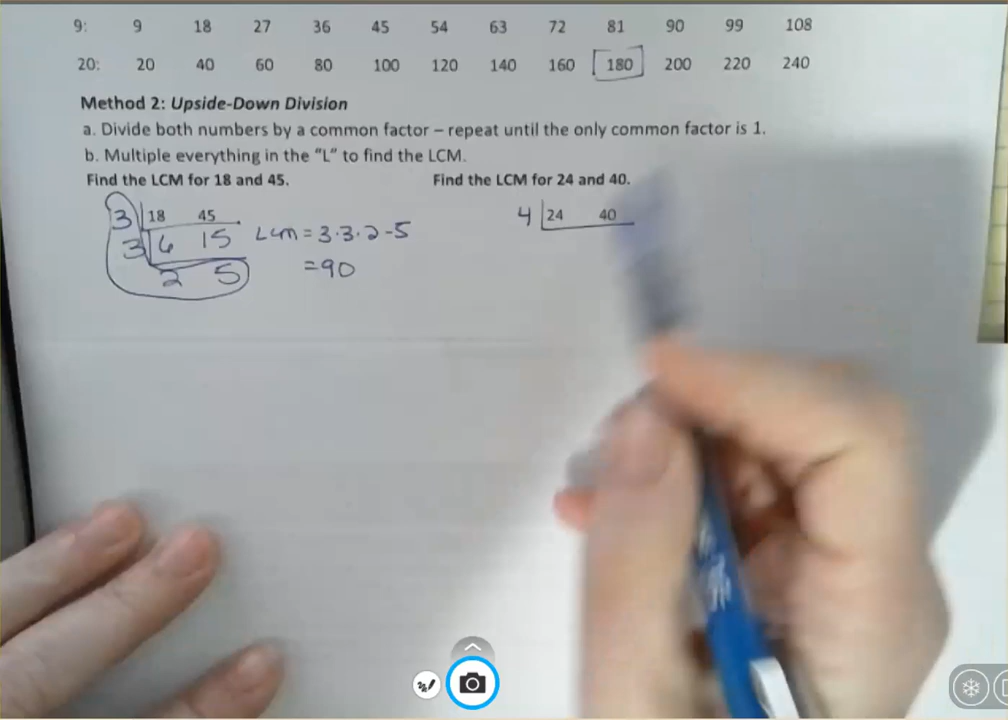 9: 9 18 27 36 45 54 63 72 81 90 99 108
20: 20 40 60 80 100 120 140 160 180 200 220 240
Method 2: Upside-Down Division
a. Divide both numbers by a common factor – repeat until the only common factor is 1.
b. Multiple everything in the "L" to find the LCM.
Find the LCM for 18 and 45.
3 18 45
3 6 15
2 5
LCM = 3·3·2·5
=90
Find the LCM for 24 and 40.
4 24 40